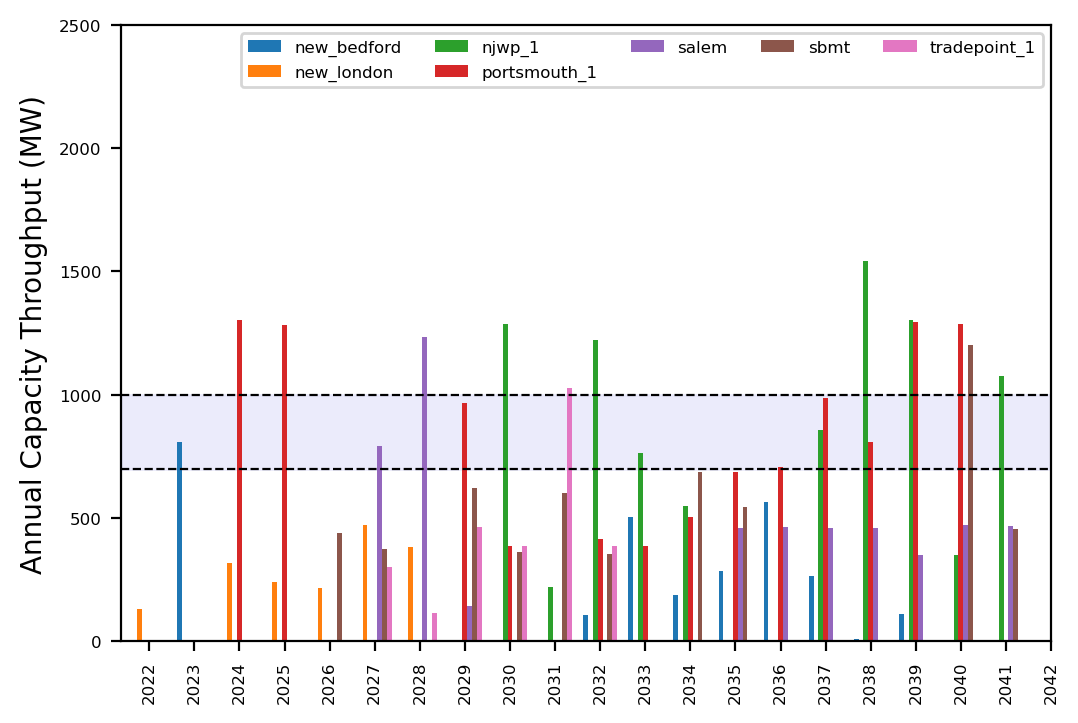 2500
2000
1500
1000
500
0
Annual Capacity Throughput (MW)
new_bedford njwp_1 salem sbmt tradepoint_1
new_london portsmouth_1
2022 2023 2024 2025 2026 2027 2028 2029 2030 2031 2032 2033 2034 2035 2036 2037 2038 2039 2040 2041 2042